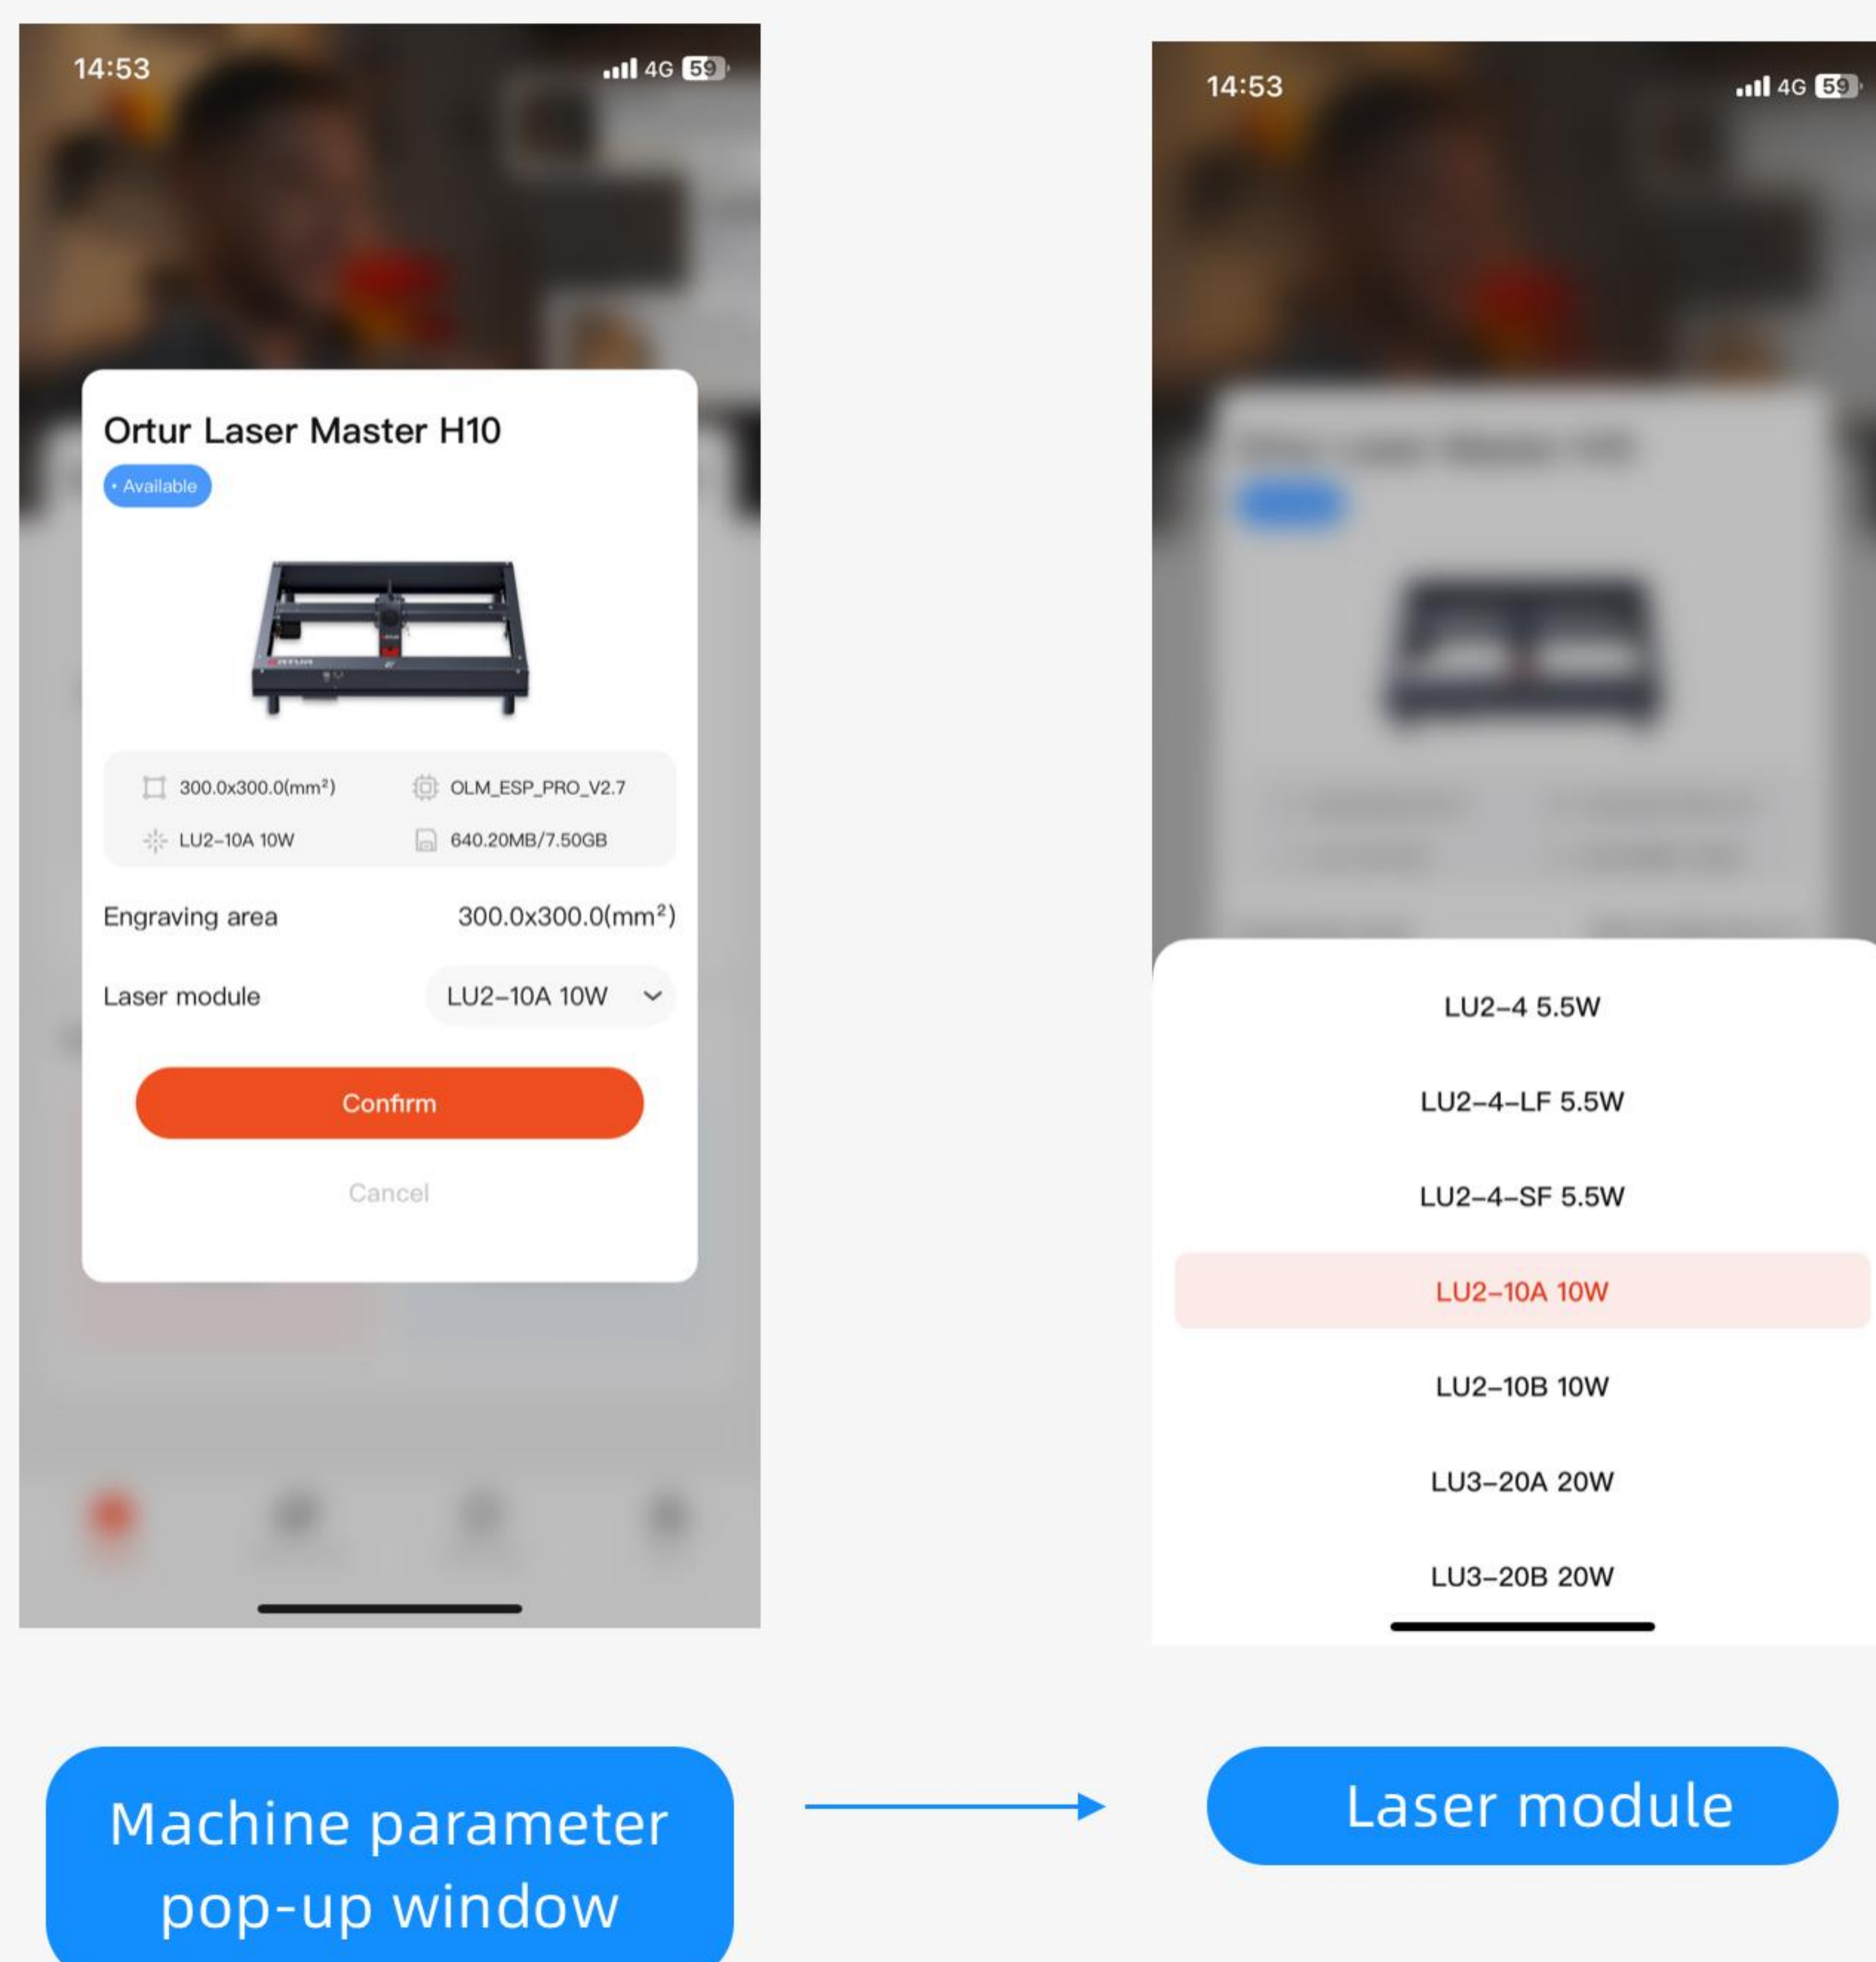 14:53
4G 59
Ortur Laser Master H10
• Available
ORTUR
300.0x300.0(mm²)
OLM_ESP_PRO_V2.7
LU2-10A 10W
640.20MB/7.50GB
Engraving area
300.0x300.0(mm²)
Laser module
LU2-10A 10W
Confirm
Cancel
Machine parameter
pop-up window
14:53
4G 59
LU2-4 5.5W
LU2-4-LF 5.5W
LU2-4-SF 5.5W
LU2-10A 10W
LU2-10B 10W
LU3-20A 20W
LU3-20B 20W
Laser module